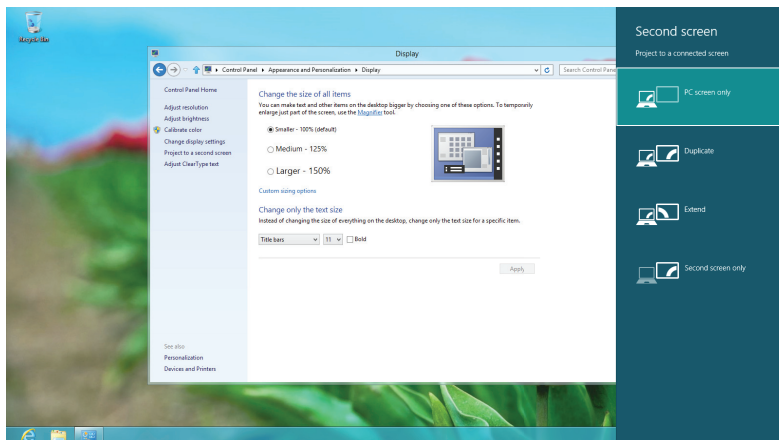 Recycle Bin
Display
Control Panel ▸ Appearance and Personalization ▸ Display
Search Control Pane
Control Panel Home
Adjust resolution
Adjust brightness
Calibrate color
Change display settings
Project to a second screen
Adjust ClearType text
See also
Personalization
Devices and Printers
Change the size of all items
You can make text and other items on the desktop bigger by choosing one of these options. To temporarily
enlarge just part of the screen, use the Magnifier tool.
Smaller - 100% (default)
Medium - 125%
Larger - 150%
Custom sizing options
Change only the text size
Instead of changing the size of everything on the desktop, change only the text size for a specific item.
Title bars 11 Bold
Apply
Second screen
Project to a connected screen
PC screen only
Duplicate
Extend
Second screen only